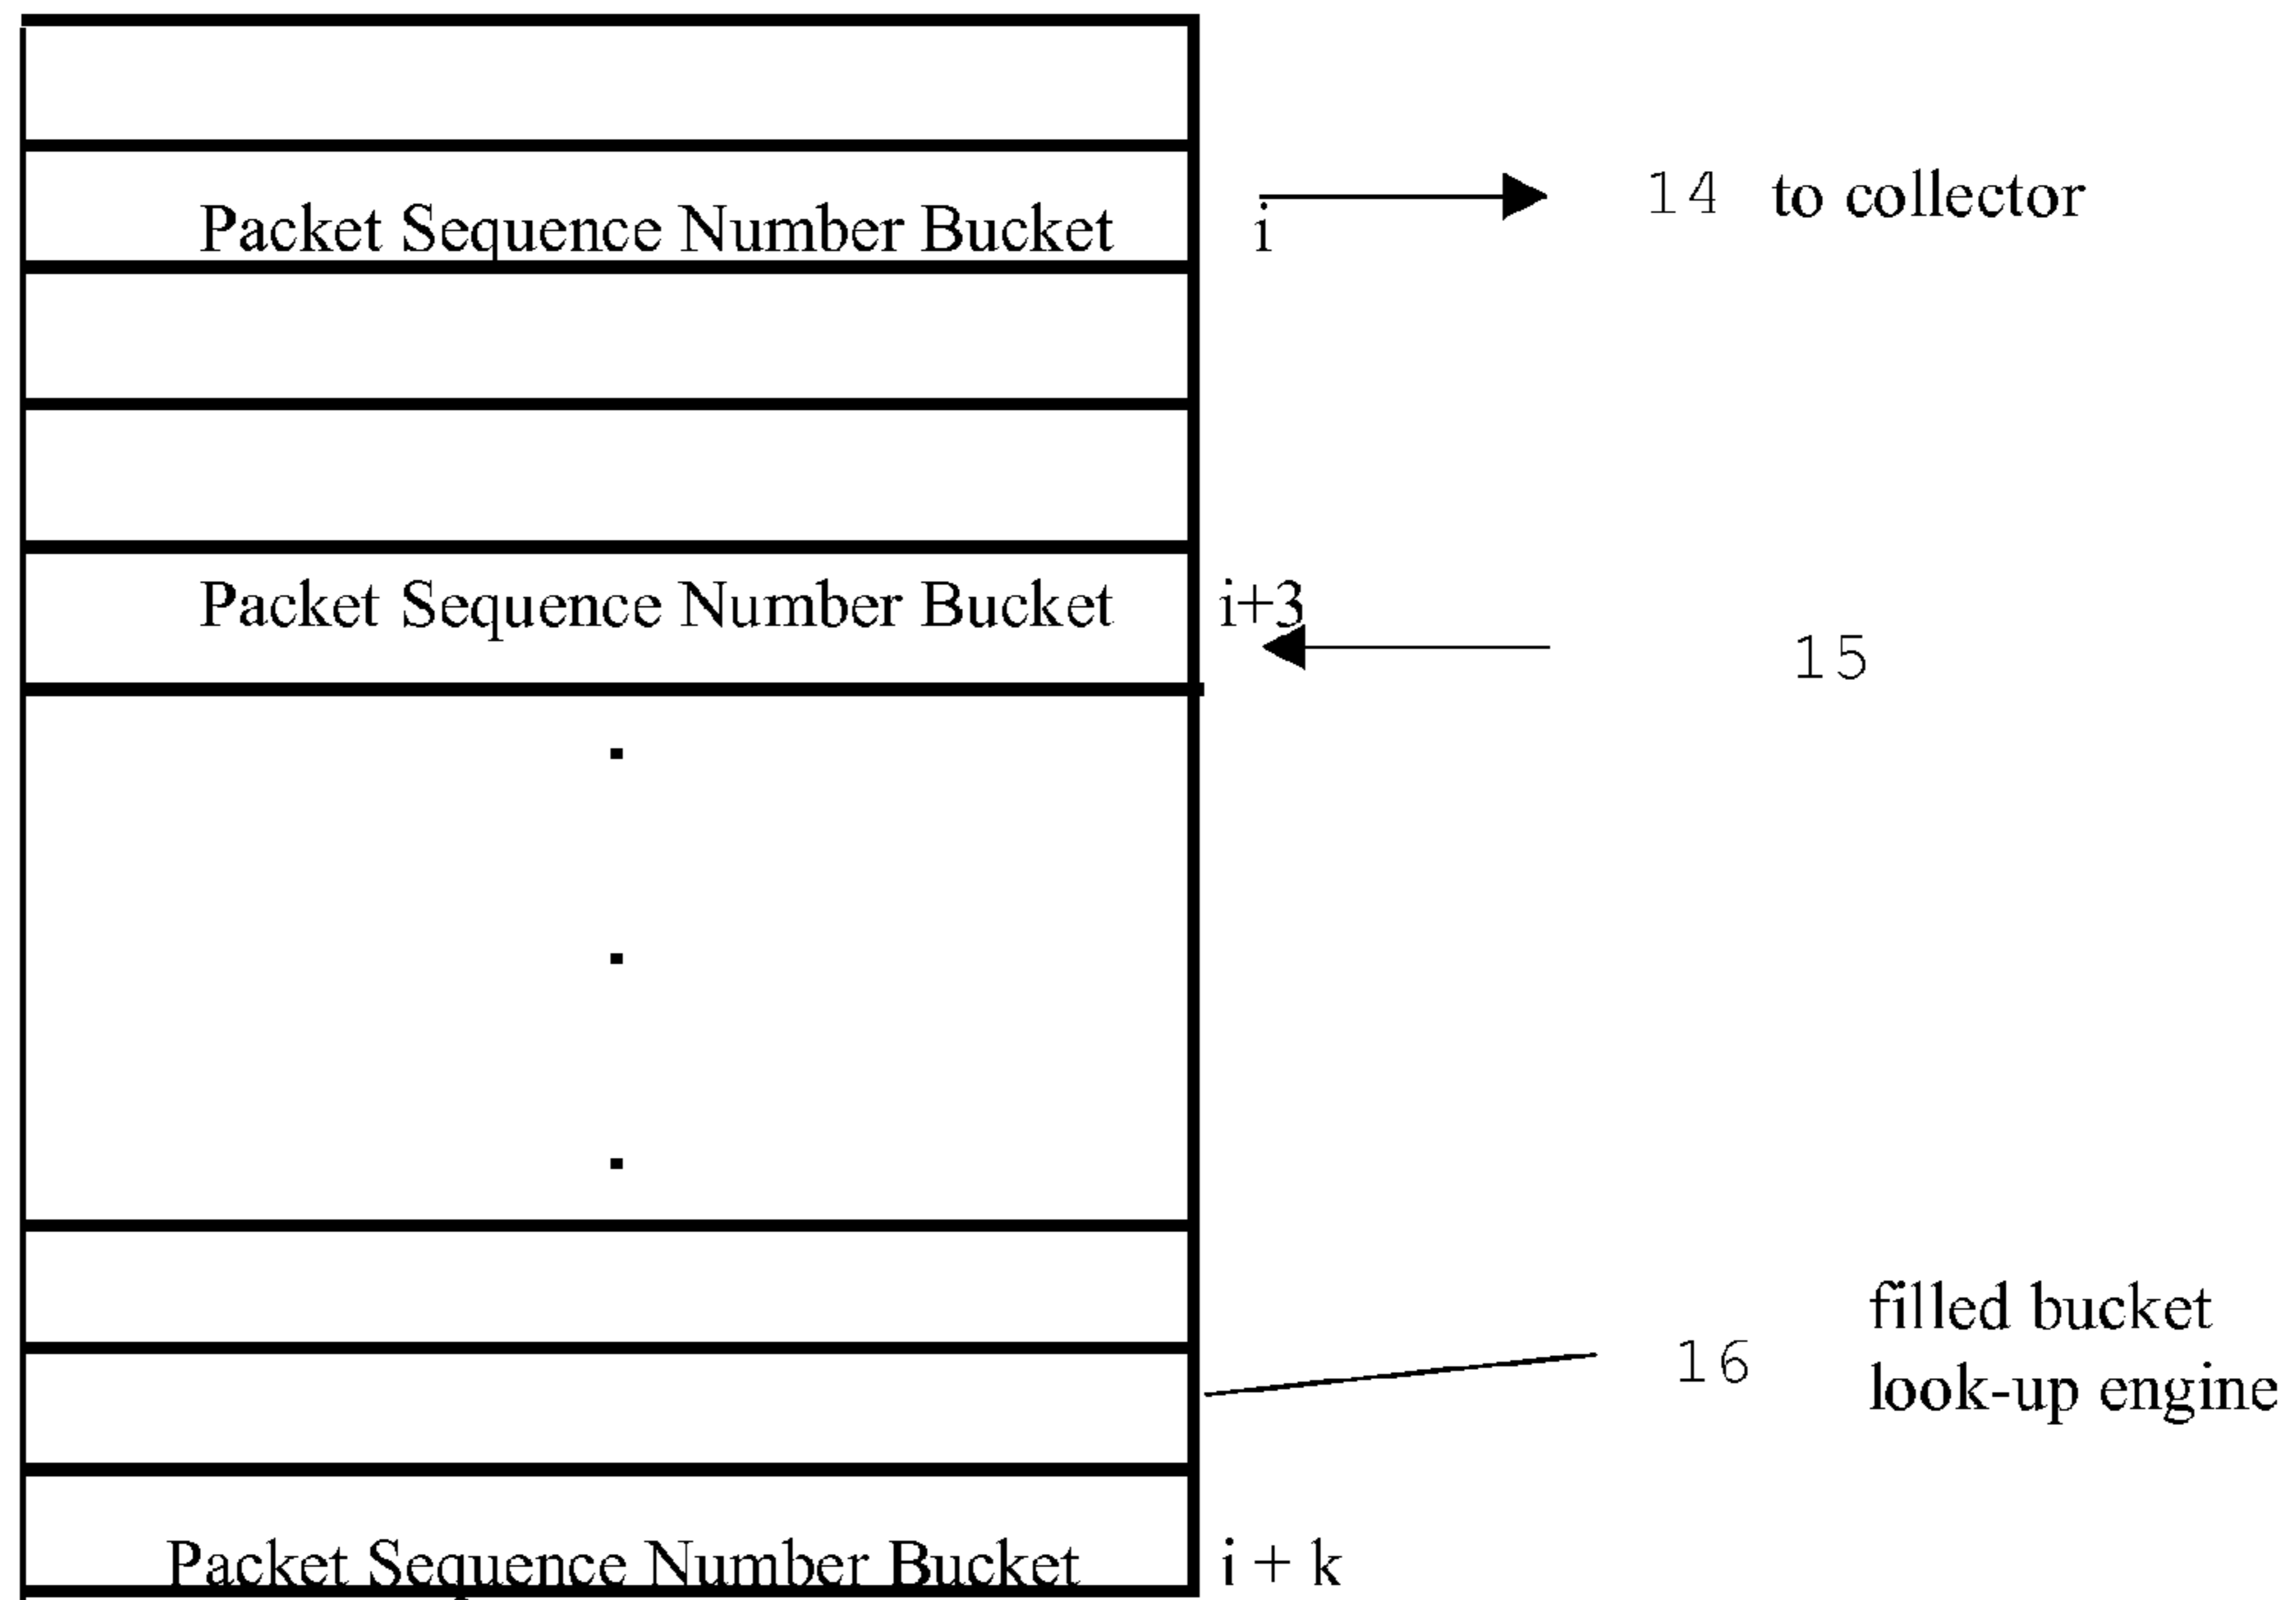 Packet Sequence Number Bucket i 14 to collector
Packet Sequence Number Bucket i+3
15
.
.
.
filled bucket
16
look-up engine
Packet Sequence Number Bucket i + k